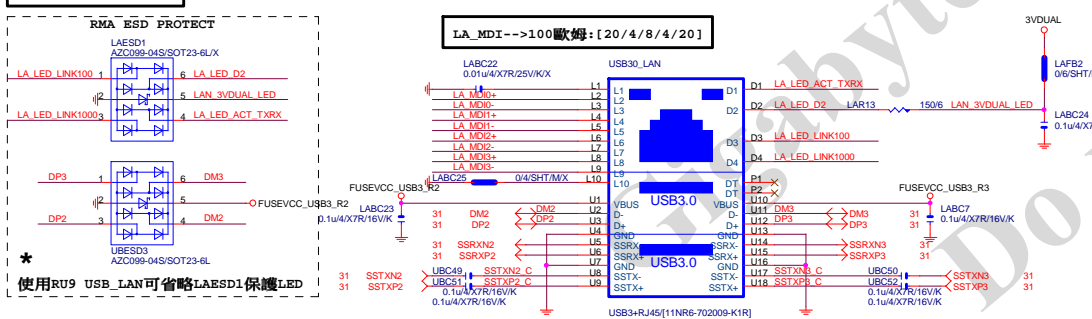 RMA ESD PROTECT
LAESD1
AZC099-04S/SOT23-6L/X
LA_LED_LINK100 1 6 LA_LED_D2
2 5 LAN_3VDUAL_LED
LA_LED_LINK1000 3 4 LA_LED_ACT_TXRX
DP3 1 6 DM3
2 5 FUSEVCC_USB3_R2
DP2 3 4 DM2
UBESD3
AZC099-04S/SOT23-6L
*
使用RU9 USB_LAN可省略LAESD1保護LED
LA_MDI-->100歐姆:[20/4/8/4/20]
LABC22
0.01u/4/X7R/25V/K/X
USB30_LAN
L1 L1
LA_MDI0+ L2 L2
LA_MDI0- L3 L3
LA_MDI1+ L4 L4
LA_MDI1- L5 L5
LA_MDI2+ L6 L6
LA_MDI2- L7 L7
LA_MDI3+ L8 L8
LA_MDI3- L9 L9
LABC25 0/4/SHT/M/X L10 L10
FUSEVCC_USB3_R2
LABC23
0.1u/4/X7R/16V/K
U1 VBUS
31 DM2 U2 D-
31 DP2 U3 D+
U4 GND
31 SSRXN2 U5 SSRX-
31 SSRXP2 U6 SSRX+
U7 GND
31 SSTXN2 UBC49 SSTXN2_C U8 SSTX-
0.1u/4/X7R/16V/K
31 SSTXP2 UBC51 SSTXP2_C U9 SSTX+
0.1u/4/X7R/16V/K
USB3.0
USB3.0
USB3+RJ45/[11NR6-702009-K1R]
D1 D1 LA_LED_ACT_TXRX
D2 D2 LA_LED_D2 LAR13 150/6 LAN_3VDUAL_LED
D3 D3 LA_LED_LINK100
D4 D4 LA_LED_LINK1000
DT P1
DT P2
VBUS U10 FUSEVCC_USB3_R3
D- U11 DM3 DM3 31
D+ U12 DP3 DP3 31
GND U13
SSRX- U14 SSRXN3 31
SSRX+ U15 SSRXP3 31
GND U16
SSTX- U17 SSTXN3_C UBC50 SSTXN3 31
0.1u/4/X7R/16V/K
SSTX+ U18 SSTXP3_C UBC52 SSTXP3 31
0.1u/4/X7R/16V/K
LABC7
0.1u/4/X7R/16V/K
3VDUAL
LAFB2
0/6/SHT/
LABC24
0.1u/4/X7
Gigabyte
Do